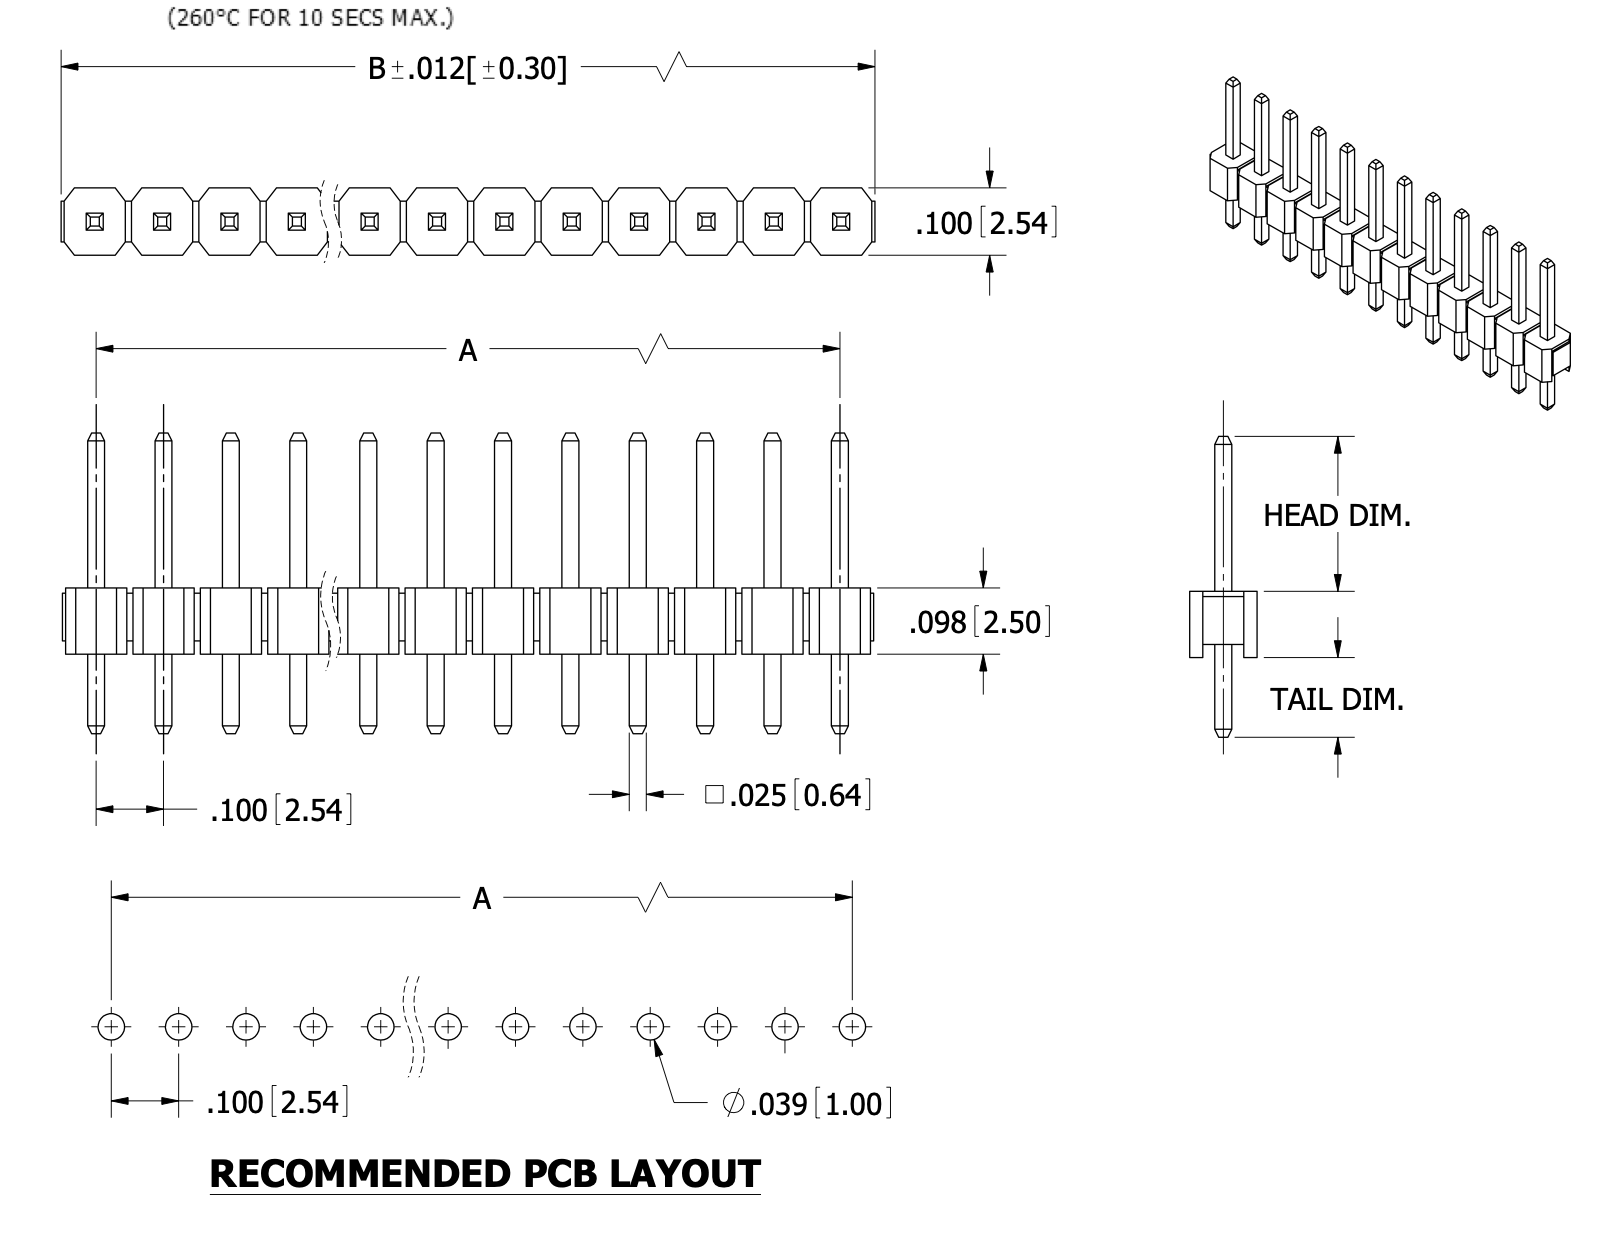 (260°C FOR 10 SECS MAX.)
B±.012[±0.30]
.100[2.54]
A
HEAD DIM.
.098[2.50]
TAIL DIM.
□.025[0.64]
.100[2.54]
A
.100[2.54]
∅.039[1.00]
RECOMMENDED PCB LAYOUT